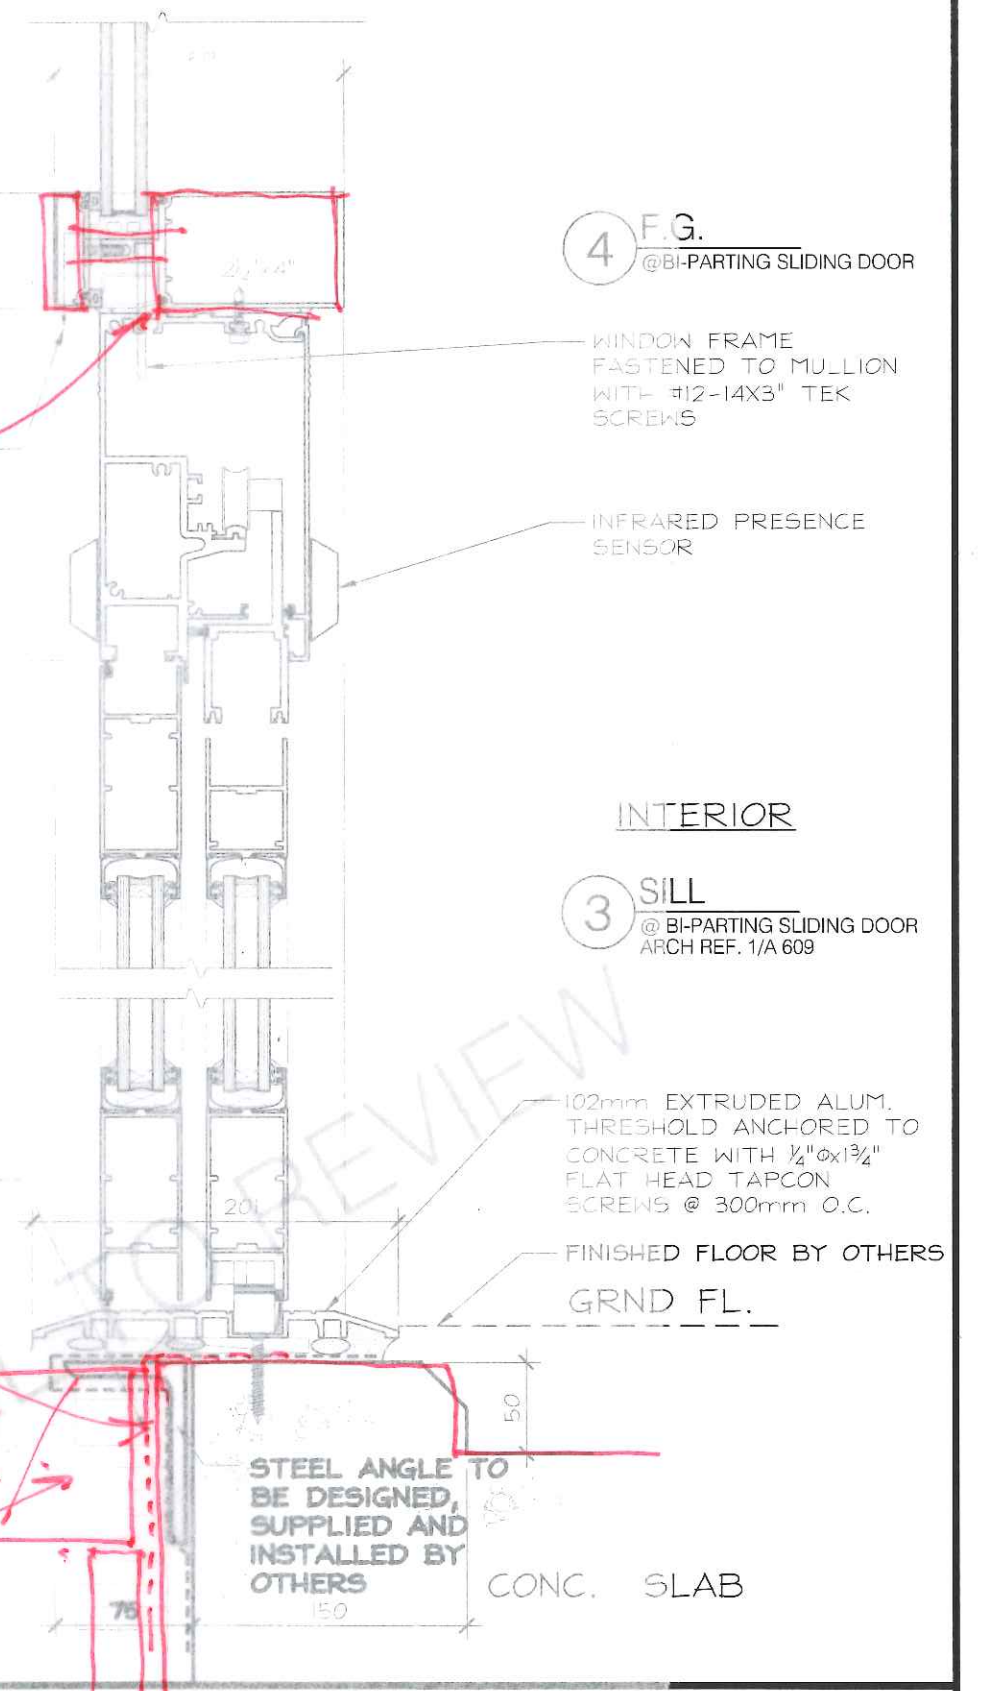 4 F.G.
@BI-PARTING SLIDING DOOR
WINDOW FRAME
FASTENED TO MULLION
WITH #12-14X3" TEK
SCREWS
INFRARED PRESENCE
SENSOR
INTERIOR
3 SILL
@ BI-PARTING SLIDING DOOR
ARCH REF. 1/A 609
TO REVIEW
102mm EXTRUDED ALUM.
THRESHOLD ANCHORED TO
CONCRETE WITH ¼"Øx1¾"
FLAT HEAD TAPCON
SCREWS @ 300mm O.C.
201
FINISHED FLOOR BY OTHERS
GRND FL.
50
STEEL ANGLE TO
BE DESIGNED,
SUPPLIED AND
INSTALLED BY
OTHERS
CONC. SLAB
75
150